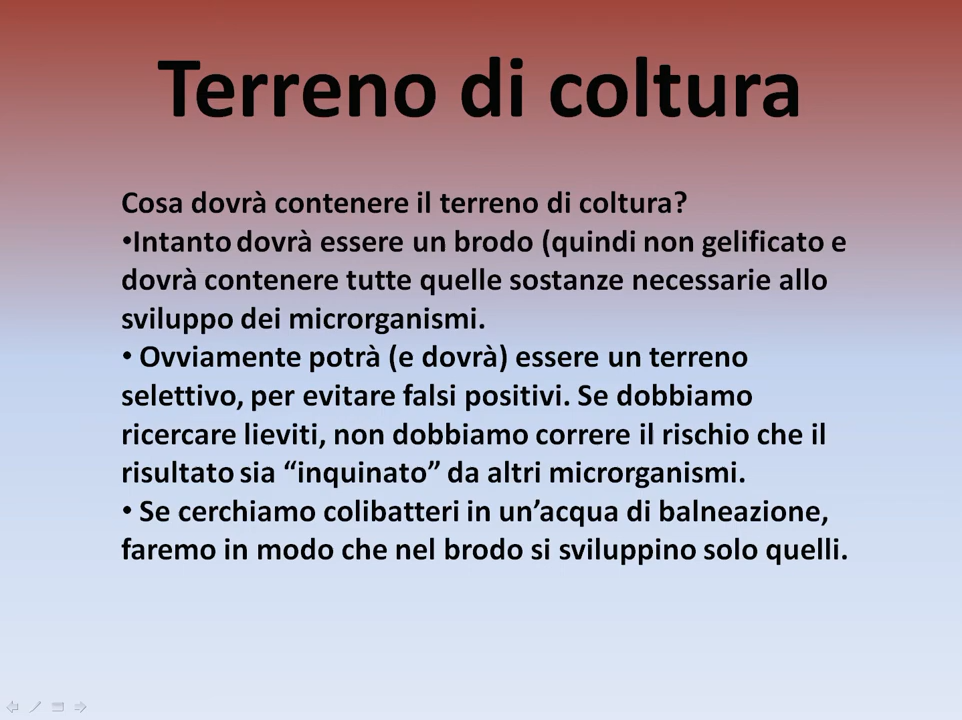 Terreno di coltura
Cosa dovrà contenere il terreno di coltura?
•Intanto dovrà essere un brodo (quindi non gelificato e
dovrà contenere tutte quelle sostanze necessarie allo
sviluppo dei microrganismi.
• Ovviamente potrà (e dovrà) essere un terreno
selettivo, per evitare falsi positivi. Se dobbiamo
ricercare lieviti, non dobbiamo correre il rischio che il
risultato sia “inquinato” da altri microrganismi.
• Se cerchiamo colibatteri in un’acqua di balneazione,
faremo in modo che nel brodo si sviluppino solo quelli.